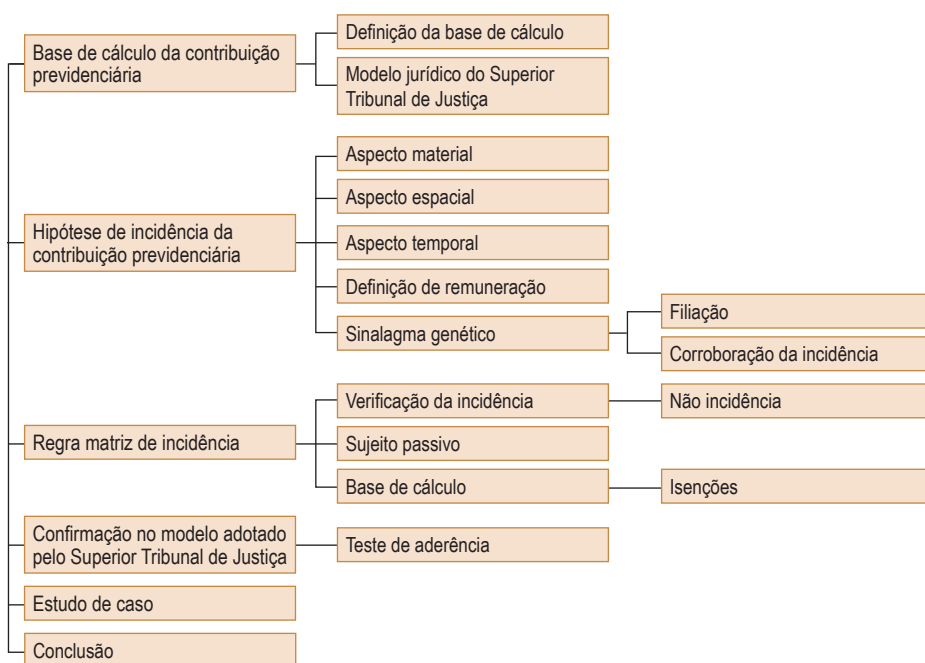 Base de cálculo da contribuição
previdenciária
Definição da base de cálculo
Modelo jurídico do Superior
Tribunal de Justiça
Hipótese de incidência da
contribuição previdenciária
Aspecto material
Aspecto espacial
Aspecto temporal
Definição de remuneração
Sinalagma genético
Filiação
Corroboração da incidência
Regra matriz de incidência
Verificação da incidência
Não incidência
Sujeito passivo
Base de cálculo
Isenções
Confirmação no modelo adotado
pelo Superior Tribunal de Justiça
Teste de aderência
Estudo de caso
Conclusão